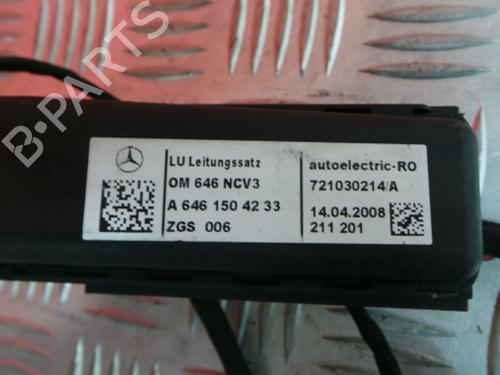 B·PARTS
LU Leitungssatz autoelectric-RO
OM 646 NCV3 721030214/A
A 646 150 42 33 14.04.2008
ZGS 006 211 201